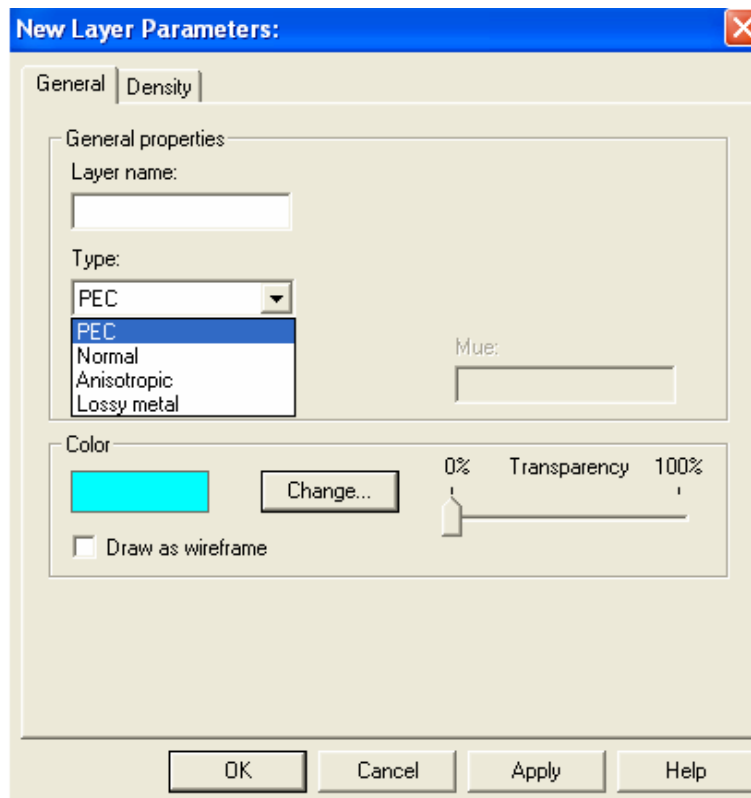 New Layer Parameters:
General
Density
General properties
Layer name:
Type:
PEC
PEC
Normal
Anisotropic
Lossy metal
Mue:
Color
Change...
0%
Transparency
100%
Draw as wireframe
OK
Cancel
Apply
Help